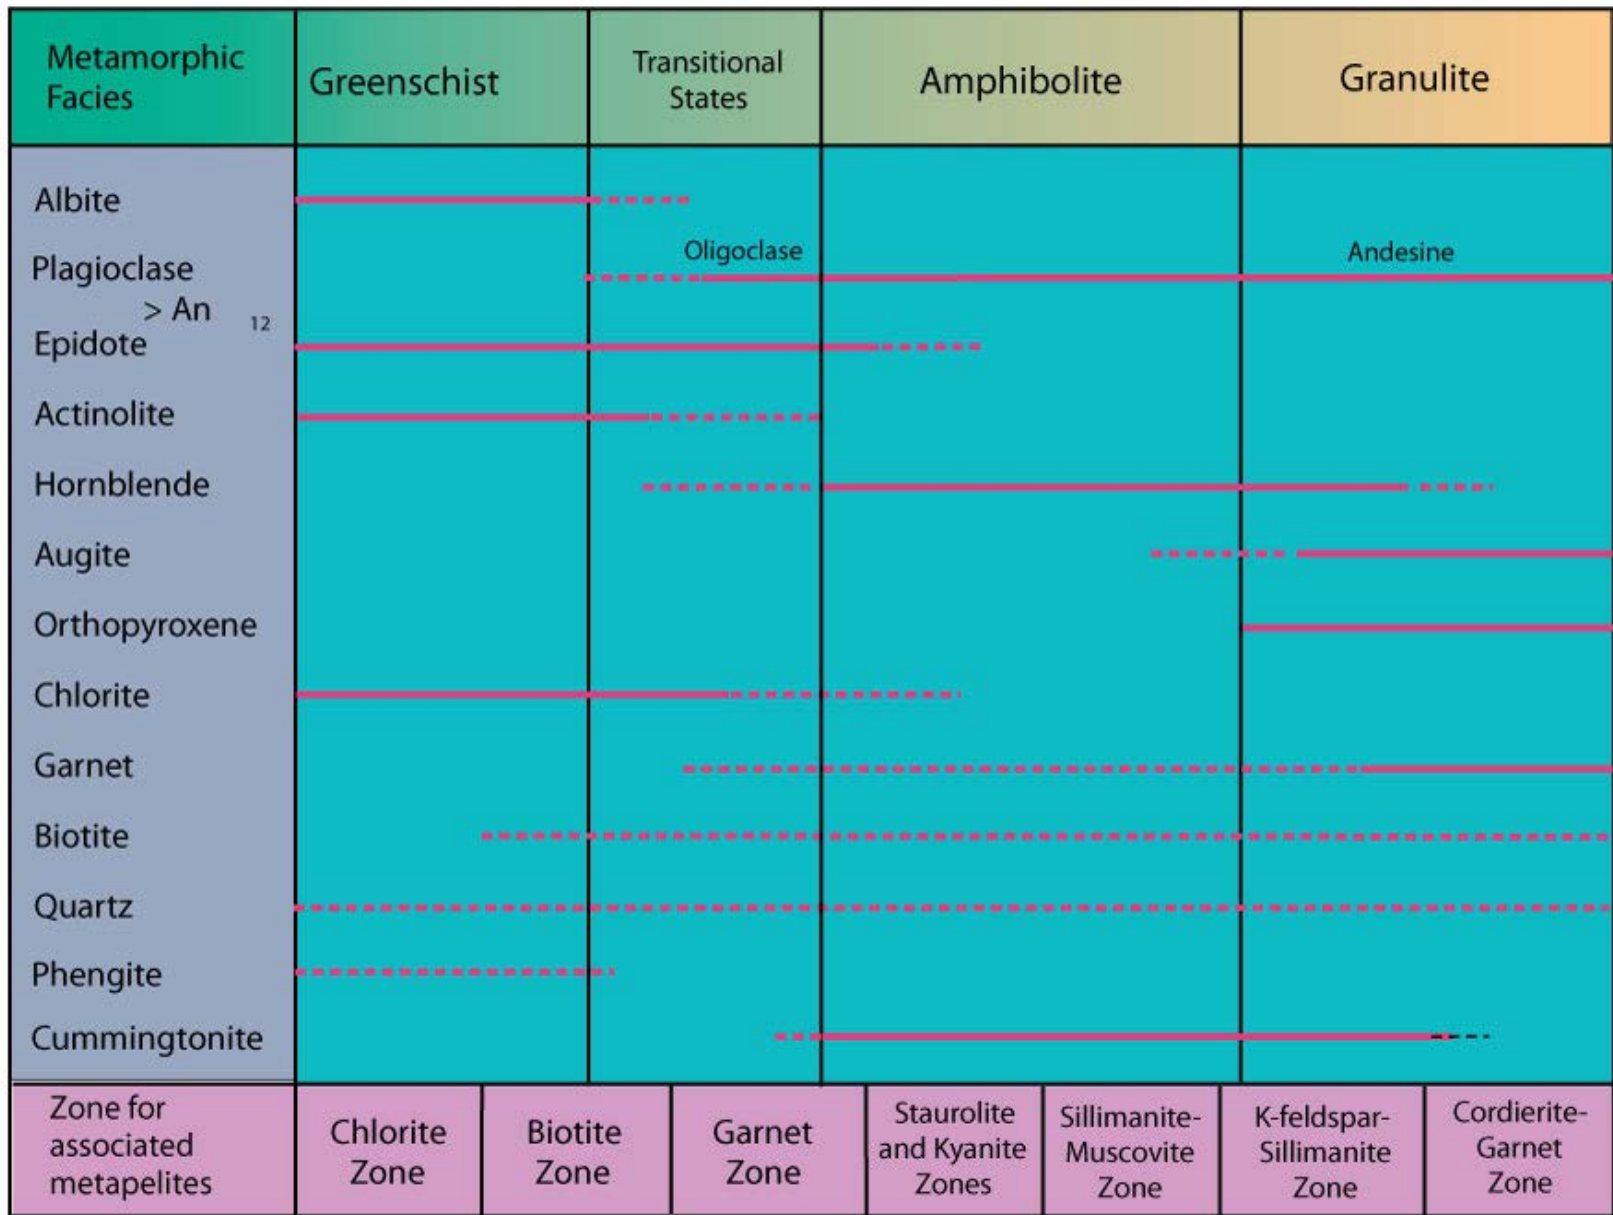 Metamorphic
Facies
Greenschist
Transitional
States
Amphibolite
Granulite
Albite
Plagioclase
> An
12
Oligoclase
Andesine
Epidote
Actinolite
Hornblende
Augite
Orthopyroxene
Chlorite
Garnet
Biotite
Quartz
Phengite
Cummingtonite
Zone for
associated
metapelites
Chlorite
Zone
Biotite
Zone
Garnet
Zone
Staurolite
and Kyanite
Zones
Sillimanite-
Muscovite
Zone
K-feldspar-
Sillimanite
Zone
Cordierite-
Garnet
Zone